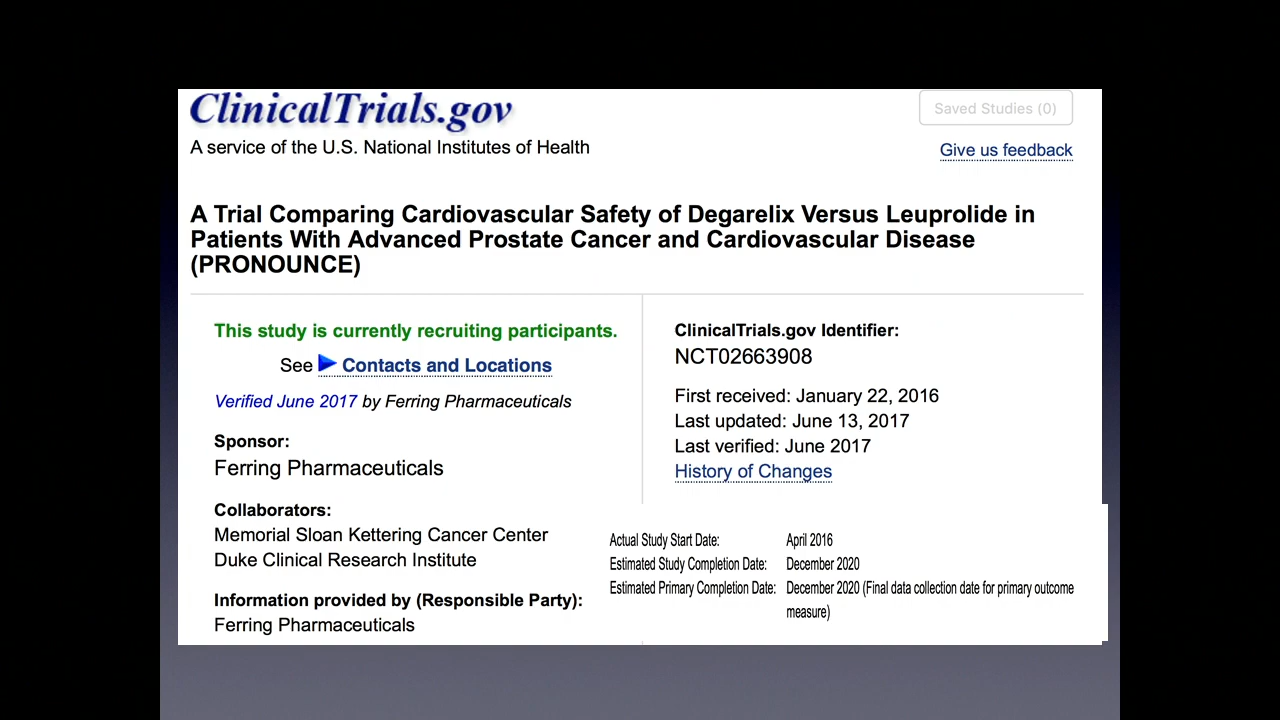 ClinicalTrials.gov
A service of the U.S. National Institutes of Health
Saved Studies (0)
Give us feedback
A Trial Comparing Cardiovascular Safety of Degarelix Versus Leuprolide in
Patients With Advanced Prostate Cancer and Cardiovascular Disease
(PRONOUNCE)
This study is currently recruiting participants.
See Contacts and Locations
Verified June 2017 by Ferring Pharmaceuticals
Sponsor:
Ferring Pharmaceuticals
Collaborators:
Memorial Sloan Kettering Cancer Center
Duke Clinical Research Institute
Information provided by (Responsible Party):
Ferring Pharmaceuticals
ClinicalTrials.gov Identifier:
NCT02663908
First received: January 22, 2016
Last updated: June 13, 2017
Last verified: June 2017
History of Changes
Actual Study Start Date: April 2016
Estimated Study Completion Date: December 2020
Estimated Primary Completion Date: December 2020 (Final data collection date for primary outcome
measure)